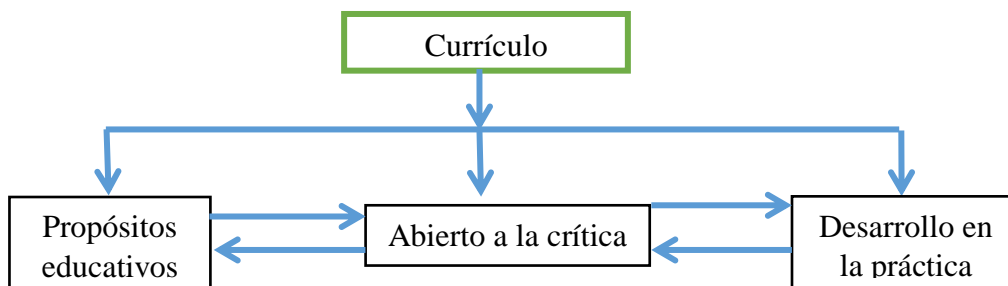 Currículo
Propósitos
educativos
Abierto a la crítica
Desarrollo en
la práctica